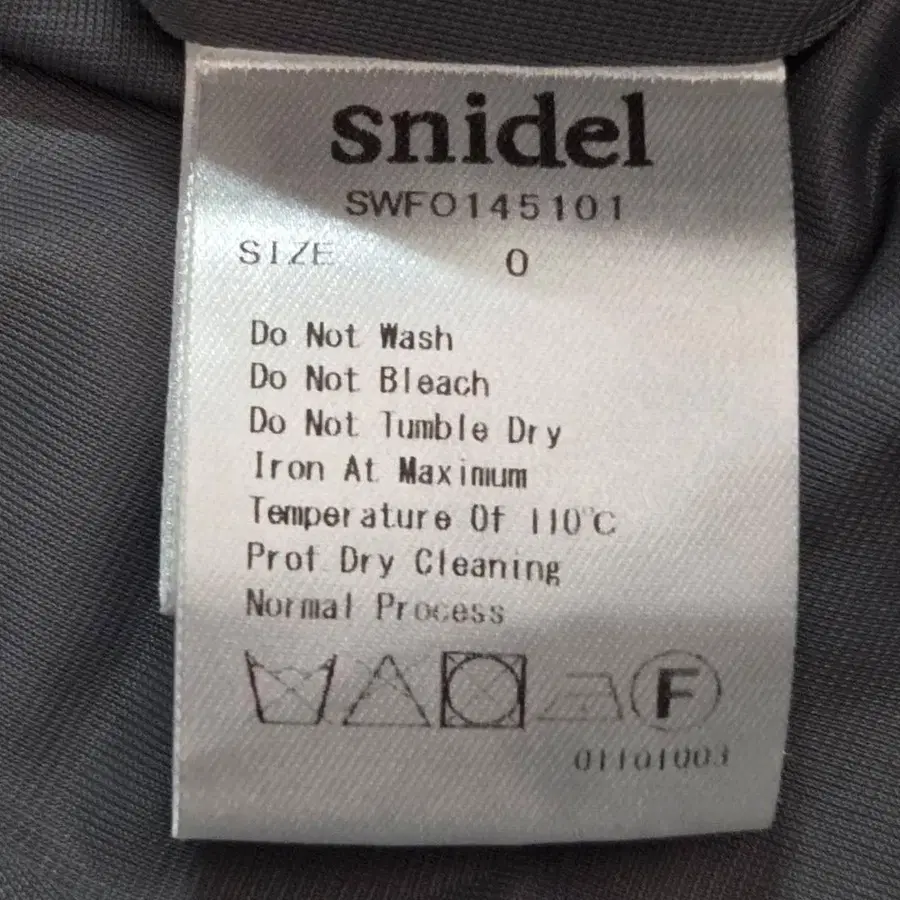 snidel
SWFO145101
SIZE 0
Do Not Wash
Do Not Bleach
Do Not Tumble Dry
Iron At Maximum
Temperature Of 110℃
Prof Dry Cleaning
Normal Process
F
01101003